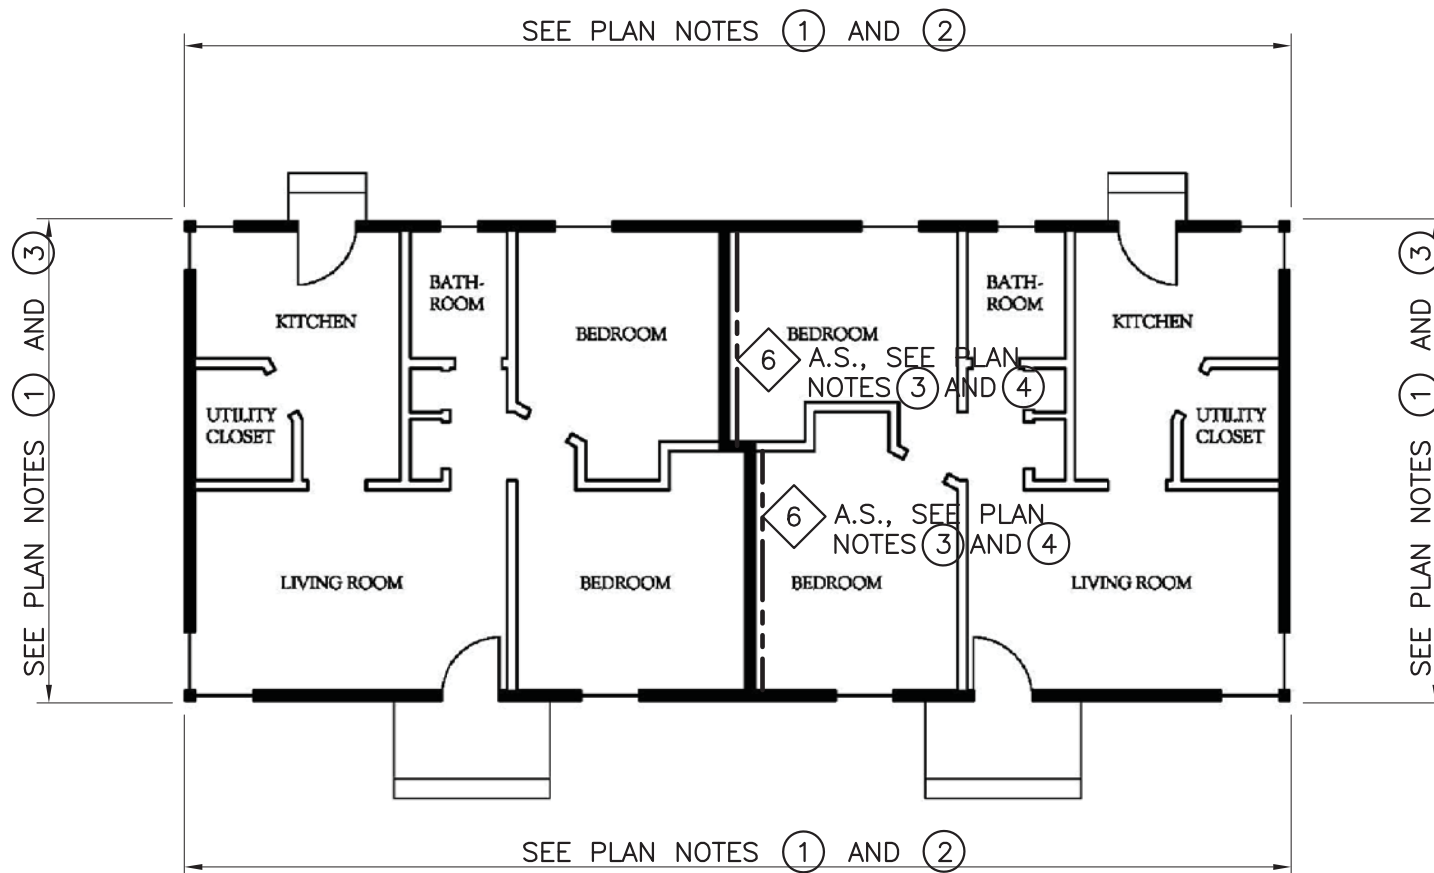 SEE PLAN NOTES 1 AND 2
SEE PLAN NOTES 1 AND 3
SEE PLAN NOTES 1 AND 3
KITCHEN
BATH-
ROOM
BEDROOM
BEDROOM
BATH-
ROOM
KITCHEN
6 A.S., SEE PLAN
NOTES 3 AND 4
UTILITY
CLOSET
UTILITY
CLOSET
6 A.S., SEE PLAN
NOTES 3 AND 4
LIVING ROOM
BEDROOM
BEDROOM
LIVING ROOM
SEE PLAN NOTES 1 AND 2